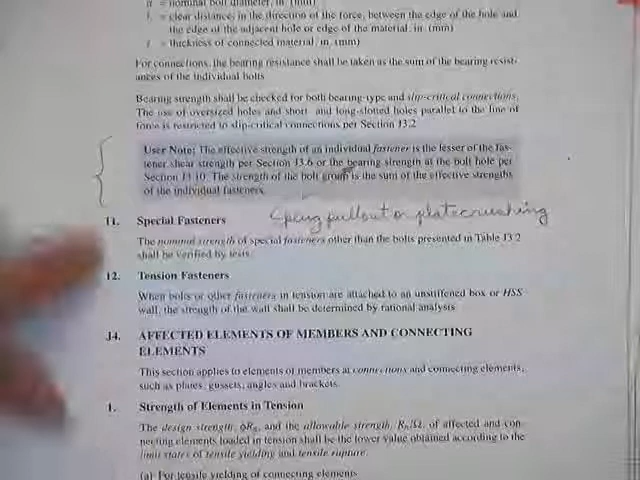 = nominal bolt diameter, in. (mm)
= clear distance, in the direction of the force, between the edge of the hole and
the edge of the adjacent hole or edge of the material, in. (mm)
t = thickness of connected material, in. (mm)
For connections, the bearing resistance shall be taken as the sum of the bearing resist-
ances of the individual bolts.
Bearing strength shall be checked for both bearing-type and slip-critical connections.
The use of oversized holes and short- and long-slotted holes parallel to the line of
force is restricted to slip-critical connections per Section J3.2.
User Note: The effective strength of an individual fastener is the lesser of the fas-
tener shear strength per Section J3.6 or the bearing strength at the bolt hole per
Section J3.10. The strength of the bolt group is the sum of the effective strengths
of the individual fasteners.
pullout or plate crushing
11. Special Fasteners
The nominal strength of special fasteners other than the bolts presented in Table J3.2
shall be verified by tests.
12. Tension Fasteners
When bolts or other fasteners in tension are attached to an unstiffened box or HSS
wall, the strength of the wall shall be determined by rational analysis.
J4. AFFECTED ELEMENTS OF MEMBERS AND CONNECTING
ELEMENTS
This section applies to elements of members at connections and connecting elements,
such as plates, gussets, angles and brackets.
1. Strength of Elements in Tension
The design strength, ϕRn, and the allowable strength, Rn/Ω, of affected and con-
necting elements loaded in tension shall be the lower value obtained according to the
limit states of tensile yielding and tensile rupture.
(a) For tensile yielding of connecting elements